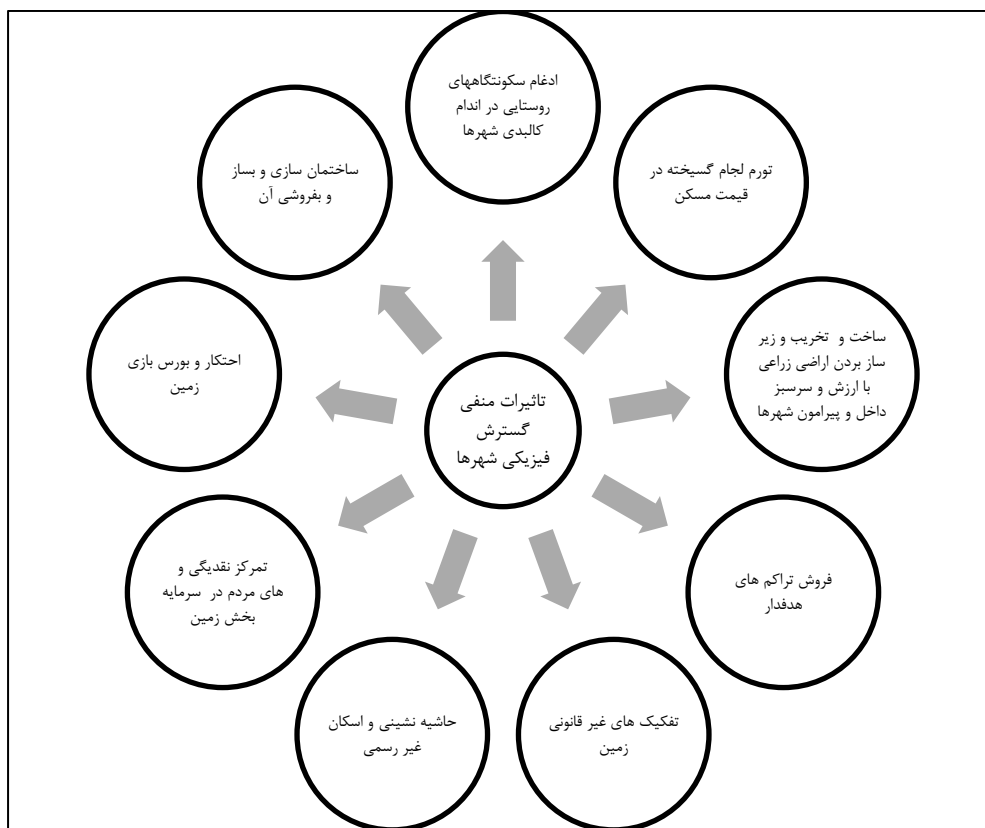 ادغام سکونتگاههای
روستایی در اندام
کالبدی شهرها
تورم لجام گسیخته در
قیمت مسکن
ساخت و تخریب و زیر
ساز بردن اراضی زراعی
با ارزش و سرسبز
داخل و پیرامون شهرها
فروش تراکم های
هدفدار
تفکیک های غیر قانونی
زمین
حاشیه نشینی و اسکان
غیر رسمی
تمرکز نقدیگی و
های مردم در سرمایه
بخش زمین
احتکار و بورس بازی
زمین
ساختمان سازی و بساز
و بفروشی آن
تاثیرات منفی
گسترش
فیزیکی شهرها